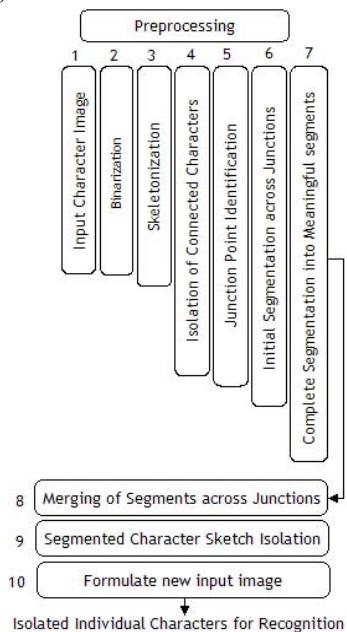 Preprocessing
1 2 3 4 5 6 7
Input Character Image
Binarization
Skeletonization
Isolation of Connected Characters
Junction Point Identification
Initial Segmentation across Junctions
Complete Segmentation into Meaningful segments
8 Merging of Segments across Junctions
9 Segmented Character Sketch Isolation
10 Formulate new input image
Isolated Individual Characters for Recognition